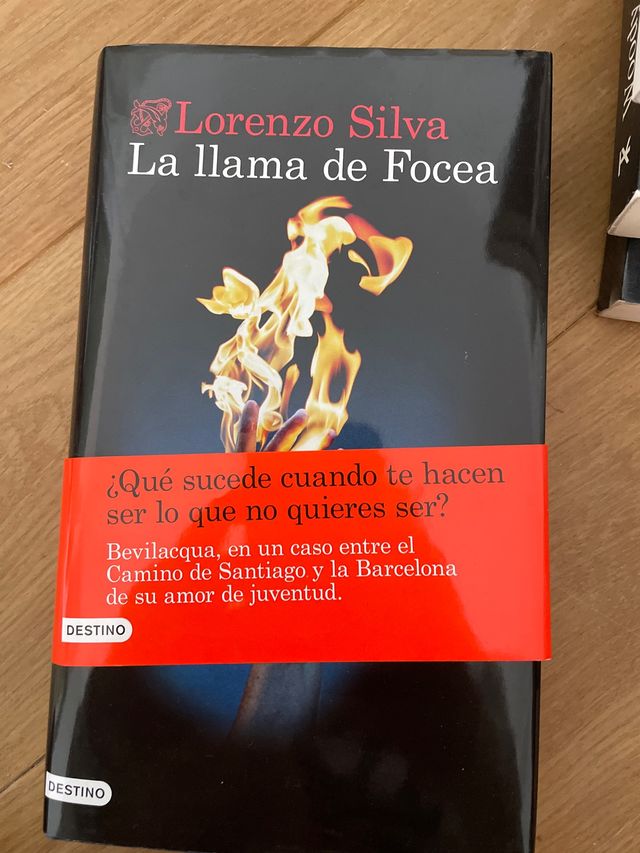 Lorenzo Silva
La llama de Focea
¿Qué sucede cuando te hacen
ser lo que no quieres ser?
Bevilacqua, en un caso entre el
Camino de Santiago y la Barcelona
de su amor de juventud.
DESTINO
DESTINO